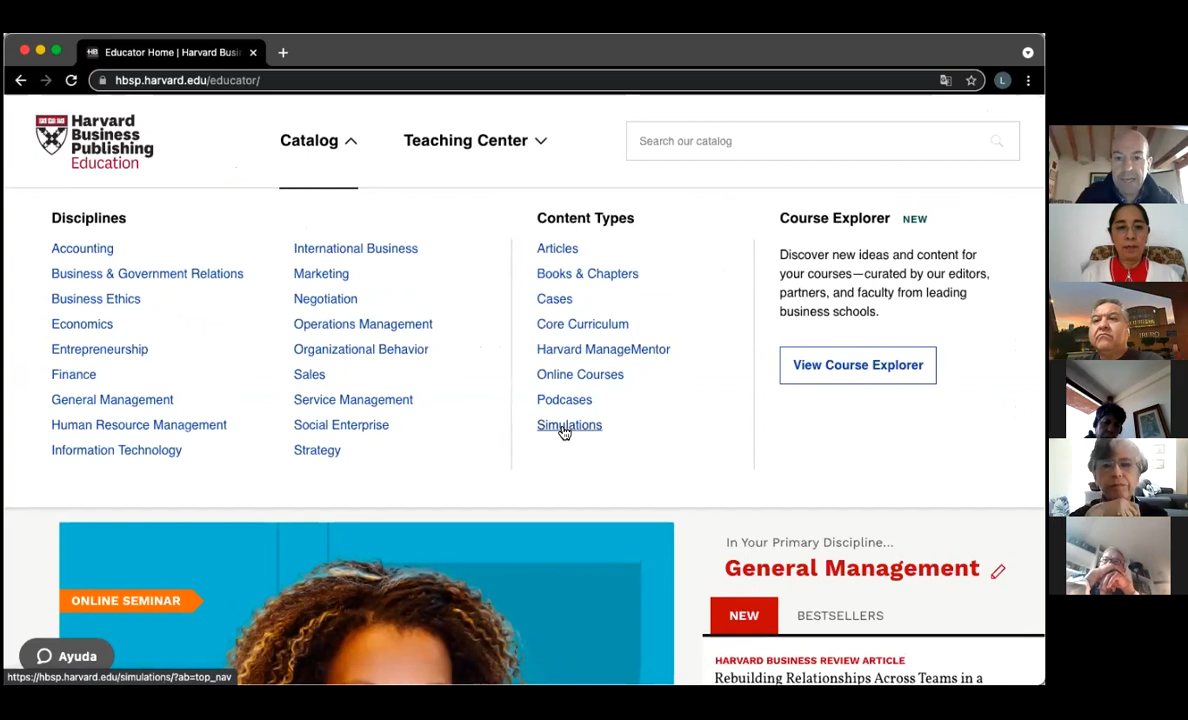 Educator Home | Harvard Busi
hbsp.harvard.edu/educator/
L
Harvard
Business
Publishing
Education
Catalog
Teaching Center
Search our catalog
Disciplines
Accounting
Business & Government Relations
Business Ethics
Economics
Entrepreneurship
Finance
General Management
Human Resource Management
Information Technology
International Business
Marketing
Negotiation
Operations Management
Organizational Behavior
Sales
Service Management
Social Enterprise
Strategy
Content Types
Articles
Books & Chapters
Cases
Core Curriculum
Harvard ManageMentor
Online Courses
Podcases
Simulations
Course Explorer NEW
Discover new ideas and content for
your courses—curated by our editors,
partners, and faculty from leading
business schools.
View Course Explorer
ONLINE SEMINAR
In Your Primary Discipline...
General Management
NEW
BESTSELLERS
HARVARD BUSINESS REVIEW ARTICLE
Rebuilding Relationships Across Teams in a
Ayuda
https://hbsp.harvard.edu/simulations/?ab=top_nav